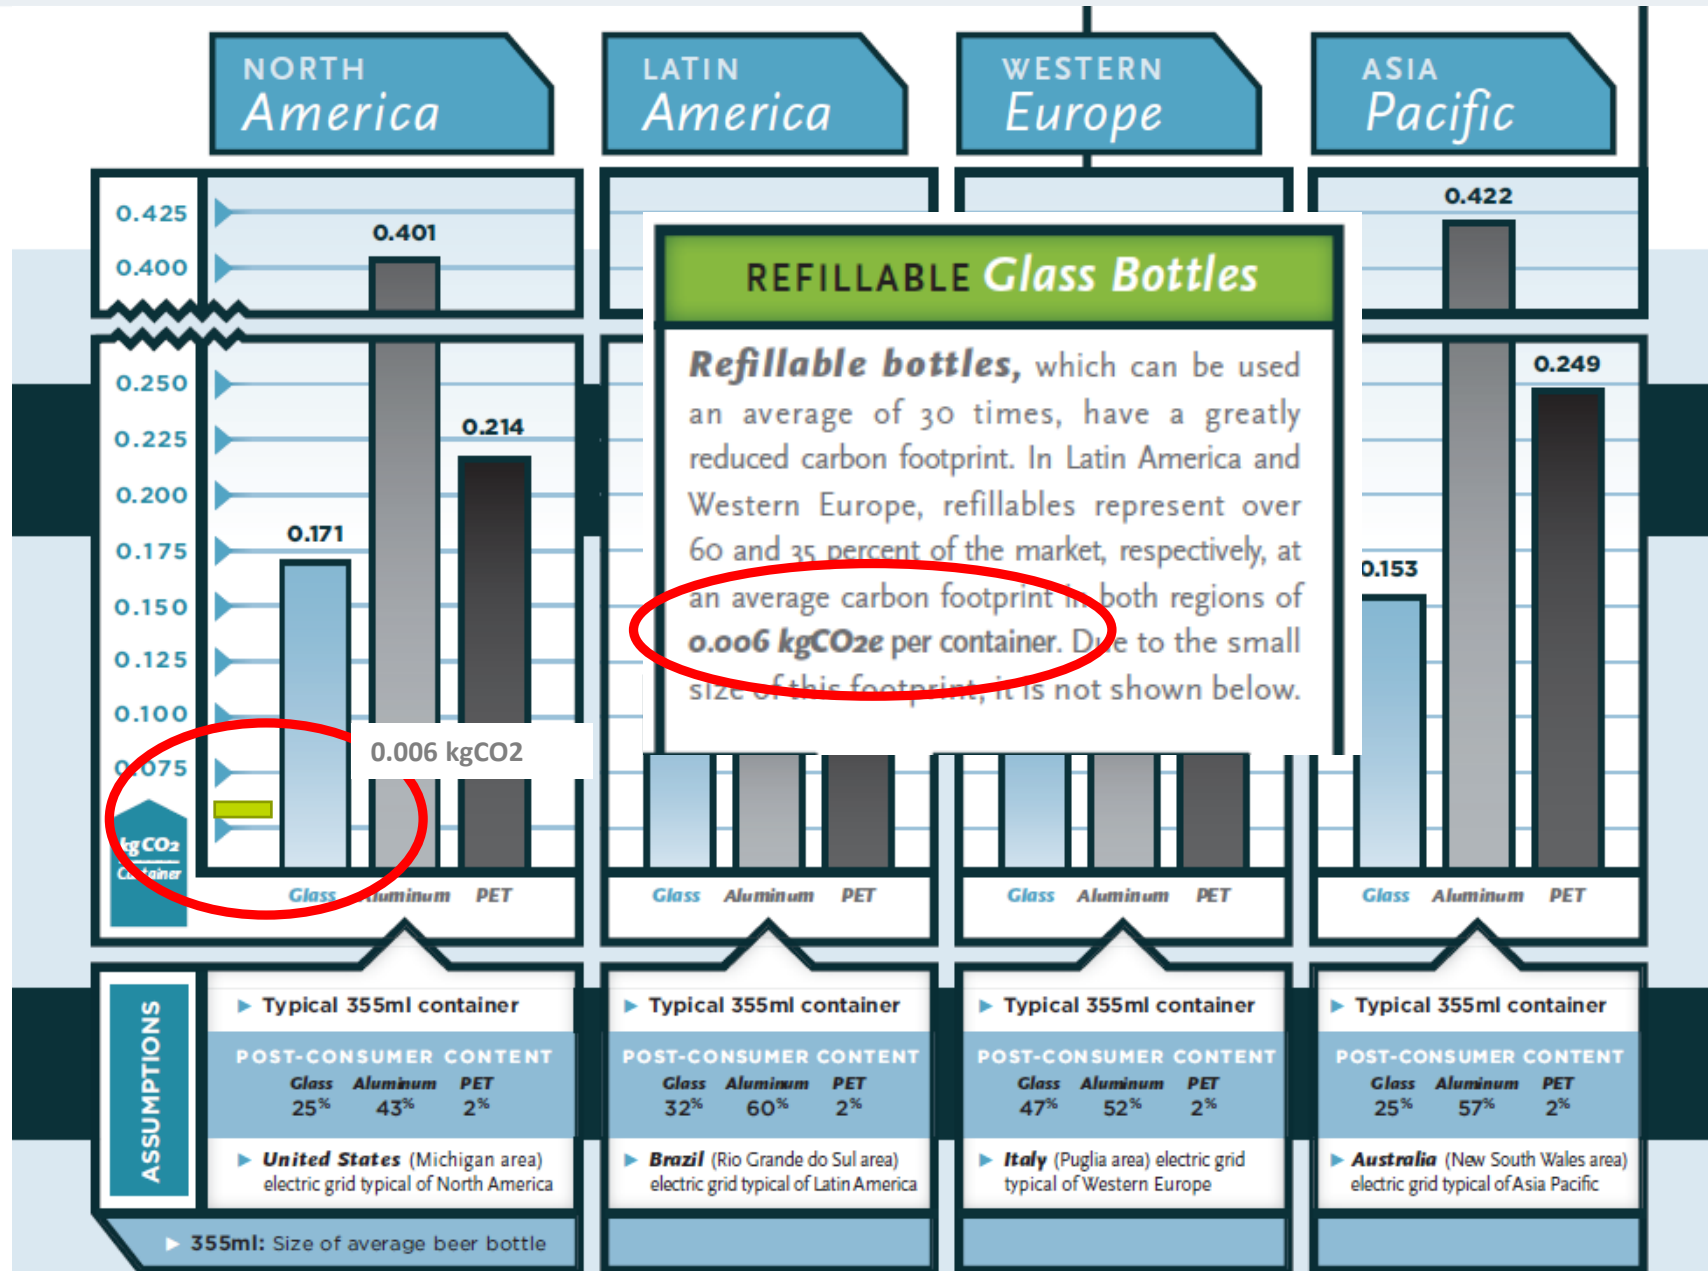 NORTH
America
LATIN
America
WESTERN
Europe
ASIA
Pacific
0.425
0.400
0.250
0.225
0.200
0.175
0.150
0.125
0.100
0.075
kg CO2
Container
0.401
0.214
0.171
0.006 kgCO2
Glass Aluminum PET
REFILLABLE Glass Bottles
Refillable bottles, which can be used
an average of 30 times, have a greatly
reduced carbon footprint. In Latin America and
Western Europe, refillables represent over
60 and 35 percent of the market, respectively, at
an average carbon footprint in both regions of
0.006 kgCO2e per container. Due to the small
size of this footprint, it is not shown below.
Glass Aluminum PET
Glass Aluminum PET
0.422
0.249
0.153
Glass Aluminum PET
ASSUMPTIONS
► Typical 355ml container
POST-CONSUMER CONTENT
Glass Aluminum PET
25% 43% 2%
► United States (Michigan area)
electric grid typical of North America
► 355ml: Size of average beer bottle
► Typical 355ml container
POST-CONSUMER CONTENT
Glass Aluminum PET
32% 60% 2%
► Brazil (Rio Grande do Sul area)
electric grid typical of Latin America
► Typical 355ml container
POST-CONSUMER CONTENT
Glass Aluminum PET
47% 52% 2%
► Italy (Puglia area) electric grid
typical of Western Europe
► Typical 355ml container
POST-CONSUMER CONTENT
Glass Aluminum PET
25% 57% 2%
► Australia (New South Wales area)
electric grid typical of Asia Pacific